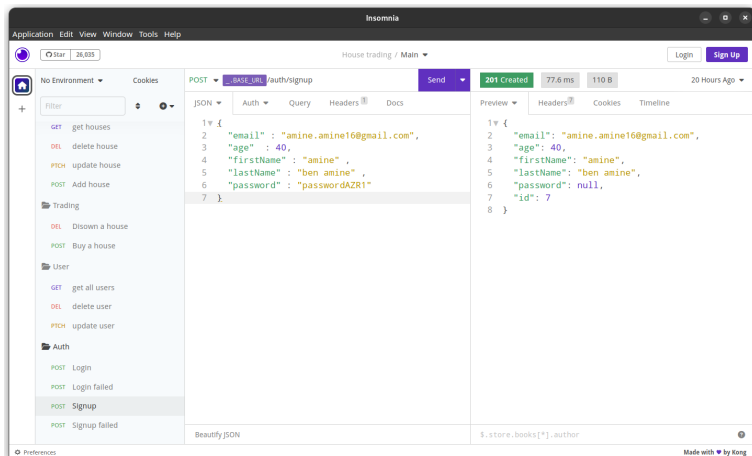 Insomnia
Application Edit View Window Tools Help
Star 26,035
House trading / Main
Login
Sign Up
No Environment
Cookies
Filter
GET get houses
DEL delete house
PTCH update house
POST Add house
Trading
DEL Disown a house
POST Buy a house
User
GET get all users
DEL delete user
PTCH update user
Auth
POST Login
POST Login failed
POST Signup
POST Signup failed
POST _.BASE_URL /auth/signup
Send
JSON Auth Query Headers 1 Docs
1 {
2 "email" : "amine.amine16@gmail.com",
3 "age" : 40,
4 "firstName" : "amine" ,
5 "lastName" : "ben amine" ,
6 "password" : "passwordAZR1"
7 }
Beautify JSON
201 Created 77.6 ms 110 B 20 Hours Ago
Preview Headers 7 Cookies Timeline
1 {
2 "email": "amine.amine16@gmail.com",
3 "age": 40,
4 "firstName": "amine",
5 "lastName": "ben amine",
6 "password": null,
7 "id": 7
8 }
$.store.books[*].author
Preferences
Made with ♥ by Kong